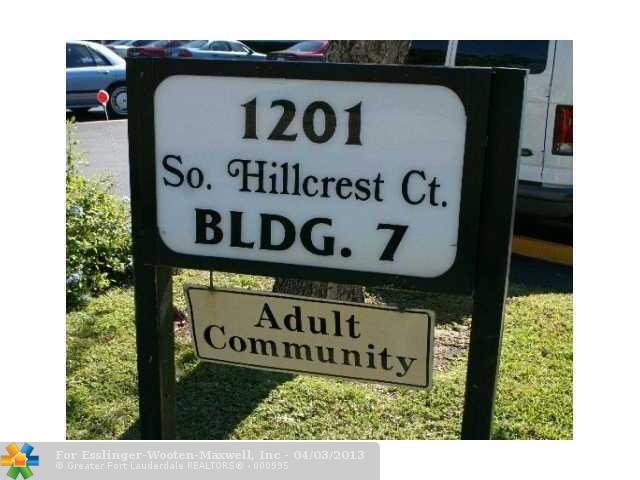 1201
So. Hillcrest Ct.
BLDG. 7
Adult
Community
For Esslinger-Wooten-Maxwell, Inc - 04/03/2013
© Greater Fort Lauderdale REALTORS® - 000995